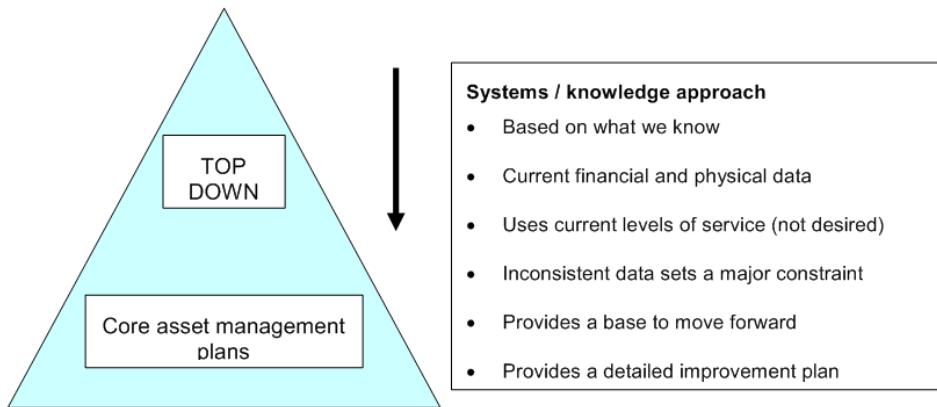 TOP
DOWN
Core asset management
plans
Systems / knowledge approach
• Based on what we know
• Current financial and physical data
• Uses current levels of service (not desired)
• Inconsistent data sets a major constraint
• Provides a base to move forward
• Provides a detailed improvement plan